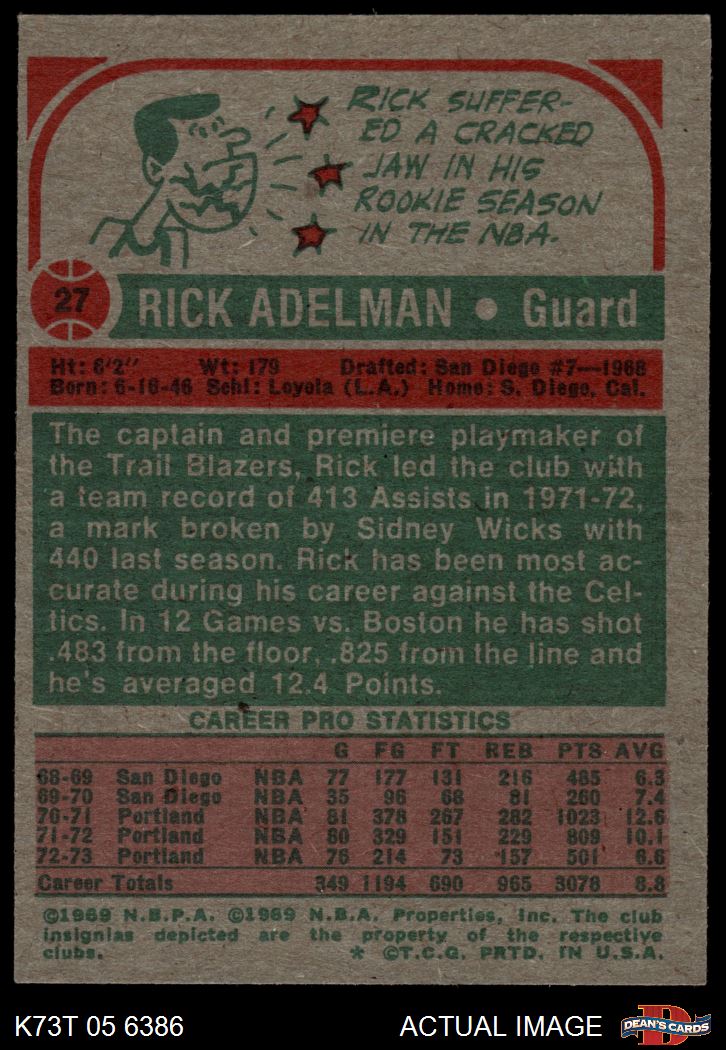 RICK SUFFER-
ED A CRACKED
JAW IN HIS
ROOKIE SEASON
IN THE NBA.
27 RICK ADELMAN • Guard
Ht: 6'2" Wt: 179 Drafted: San Diego #7—1968
Born: 6-16-46 Schl: Loyola (L.A.) Home: S. Diego, Cal.
The captain and premiere playmaker of
the Trail Blazers, Rick led the club with
a team record of 413 Assists in 1971-72,
a mark broken by Sidney Wicks with
440 last season. Rick has been most ac-
curate during his career against the Cel-
tics. In 12 Games vs. Boston he has shot
.483 from the floor, .825 from the line and
he's averaged 12.4 Points.
CAREER PRO STATISTICS
G FG FT REB PTS AVG
68-69 San Diego NBA 77 177 131 216 485 6.3
69-70 San Diego NBA 35 96 68 81 260 7.4
70-71 Portland NBA 81 378 267 282 1023 12.6
71-72 Portland NBA 80 329 151 229 809 10.1
72-73 Portland NBA 76 214 73 157 501 6.6
Career Totals 349 1194 690 965 3078 8.8
©1969 N.B.P.A. ©1969 N.B.A. Properties, Inc. The club
insignias depicted are the property of the respective
clubs. * ©T.C.G. PRTD. IN U.S.A.
K73T 05 6386 ACTUAL IMAGE D DEAN'S CARDS